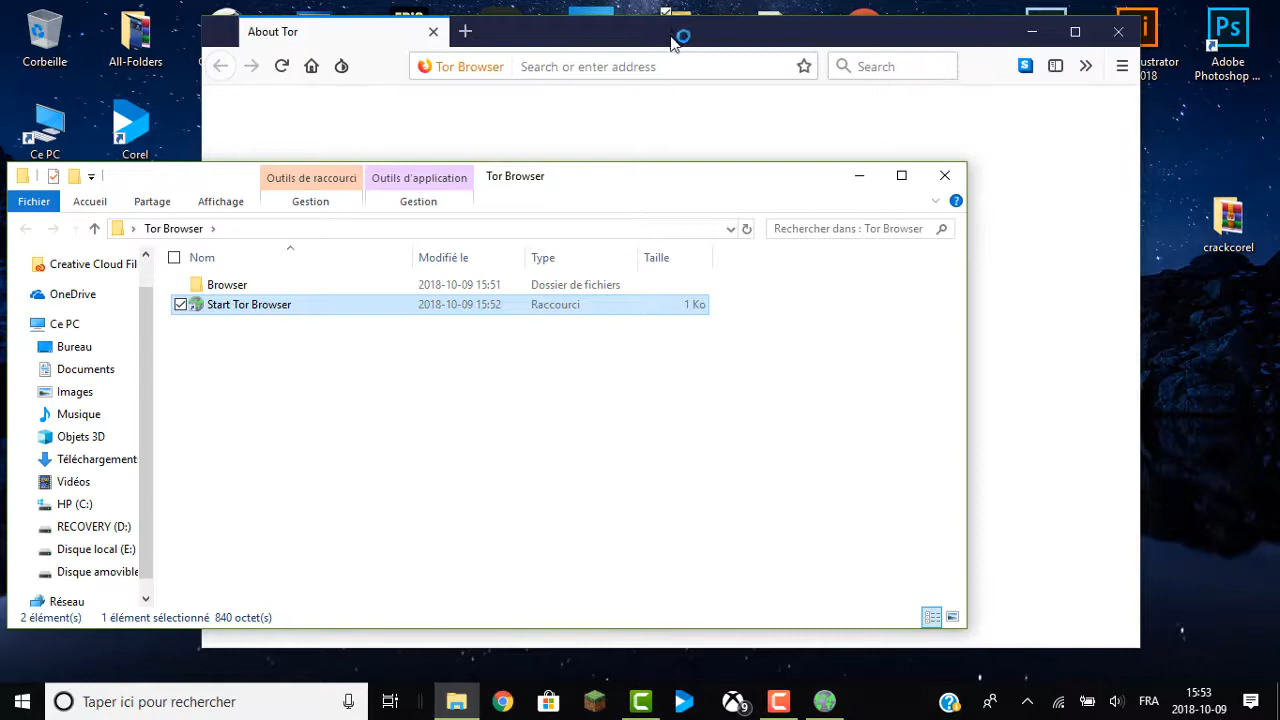 About Tor
Tor Browser
Search or enter address
Search
Corbeille
All-Folders
Ce PC
Corel
ustrator
018
Adobe
Photoshop ...
crackcorel
Outils de raccourci
Outils d'application
Tor Browser
Fichier
Accueil
Partage
Affichage
Gestion
Gestion
Tor Browser
Rechercher dans : Tor Browser
Nom
Modifié le
Type
Taille
Browser
2018-10-09 15:51
Dossier de fichiers
Start Tor Browser
2018-10-09 15:52
Raccourci
1 Ko
Creative Cloud Fil
OneDrive
Ce PC
Bureau
Documents
Images
Musique
Objets 3D
Téléchargement
Vidéos
HP (C:)
RECOVERY (D:)
Disque local (E:)
Disque amovible
Réseau
2 élément(s)
1 élément sélectionné
840 octet(s)
Taper ici pour rechercher
9
FRA
15:53
2018-10-09